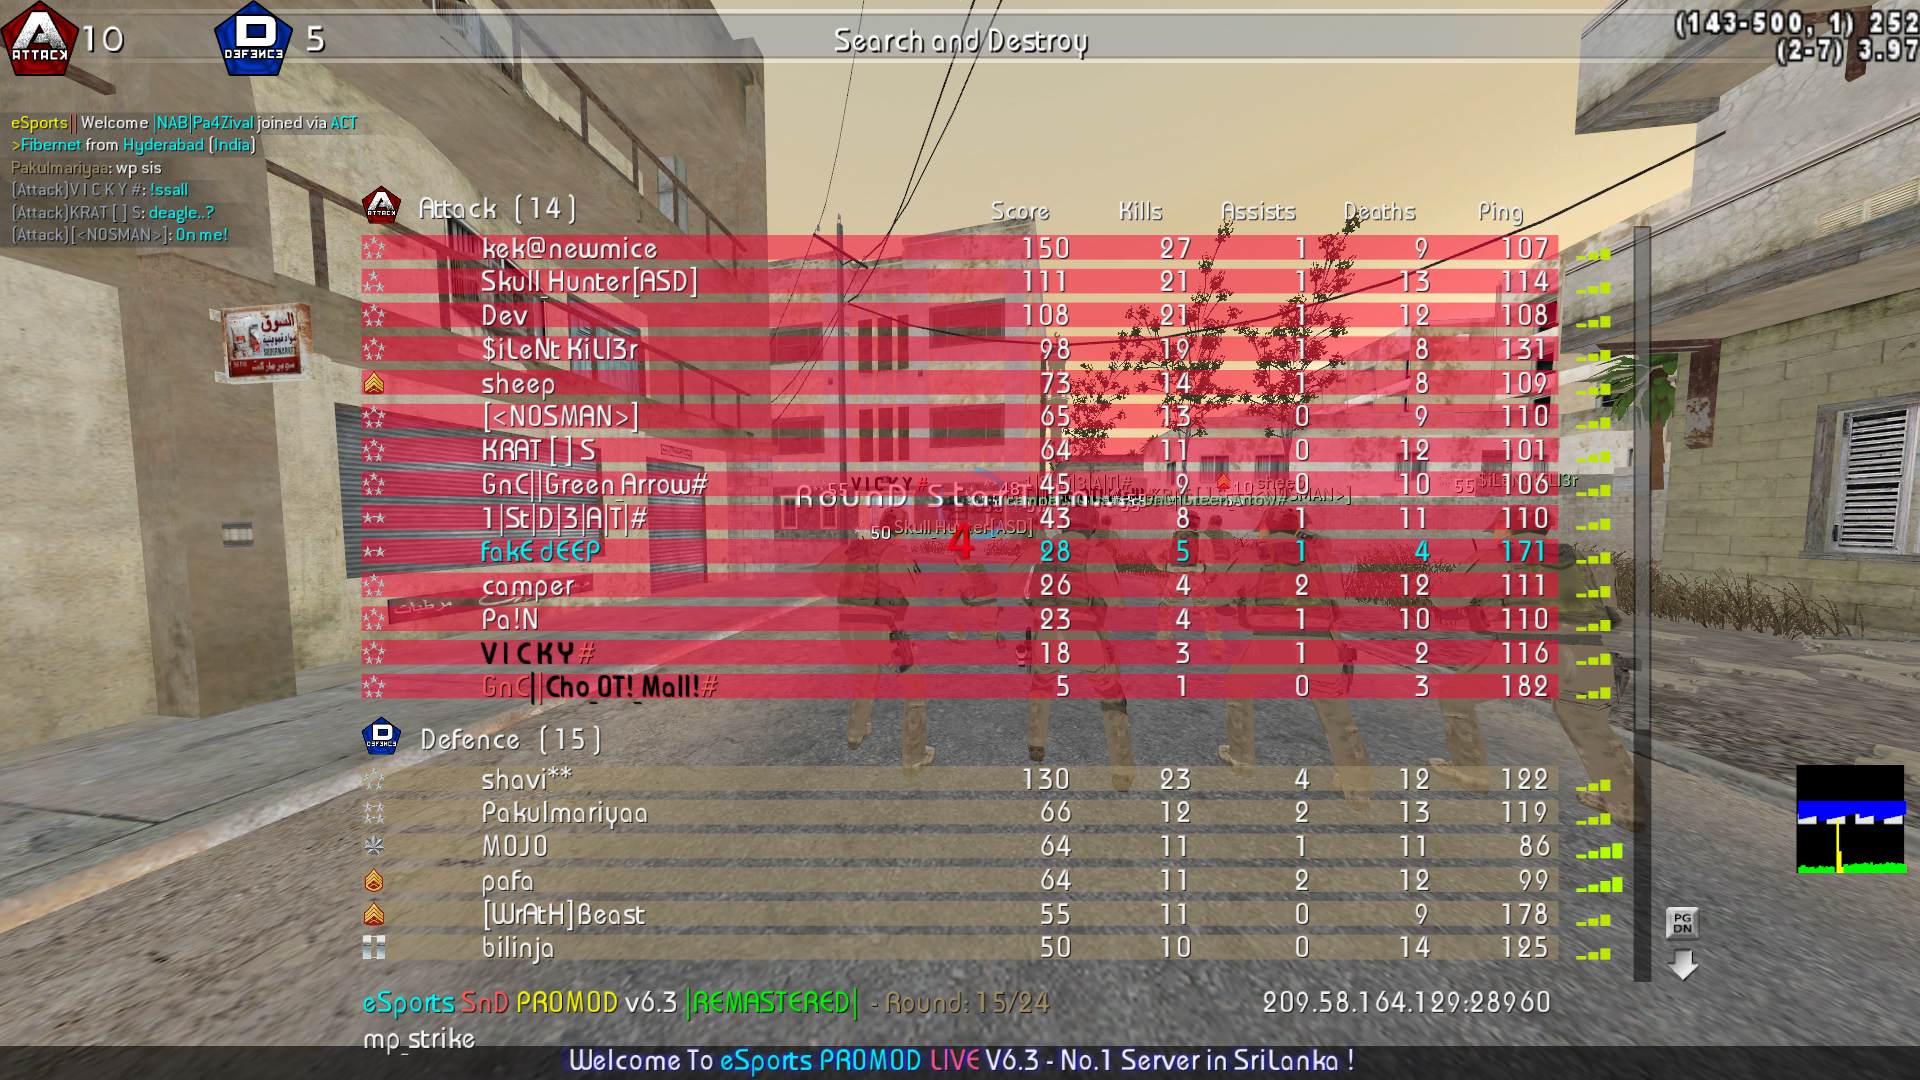 ATTACK 10
D3F3NC3 5
Search and Destroy
(143-500, 1) 252
(2-7) 3.97
eSports|| Welcome |NAB|Pa4Zival joined via ACT
>Fibernet from Hyderabad (India)
Pakulmariyaa: wp sis
(Attack)V I C K Y #: !ssall
(Attack)KRAT [ ] S: deagle..?
(Attack)[<NOSMAN>]: On me!
Attack (14) Score Kills Assists Deaths Ping
kek@newmice 150 27 1 9 107
Skull_Hunter[ASD] 111 21 1 13 114
Dev 108 21 1 12 108
$iLeNt KiLl3r 98 19 1 8 131
sheep 73 14 1 8 109
[<NOSMAN>] 65 13 0 9 110
KRAT [ ] S 64 11 0 12 101
GnC||Green Arrow# 45 9 0 10 106
1|St|D|3|A|T|# 43 8 1 11 110
fakE dEEP 28 5 1 4 171
camper 26 4 2 12 111
Pa!N 23 4 1 10 110
V I C K Y # 18 3 1 2 116
GnC||Cho_OT!_Mall!# 5 1 0 3 182
55 VICKY#
50 Skull Hunter[ASD]
4
Defence (15)
shavi** 130 23 4 12 122
Pakulmariyaa 66 12 2 13 119
MOJO 64 11 1 11 86
pafa 64 11 2 12 99
[WrAtH]Beast 55 11 0 9 178
bilinja 50 10 0 14 125
PG
DN
eSports SnD PROMOD v6.3 |REMASTERED| - Round: 15/24 209.58.164.129:28960
mp_strike
Welcome To eSports PROMOD LIVE V6.3 - No.1 Server in SriLanka !